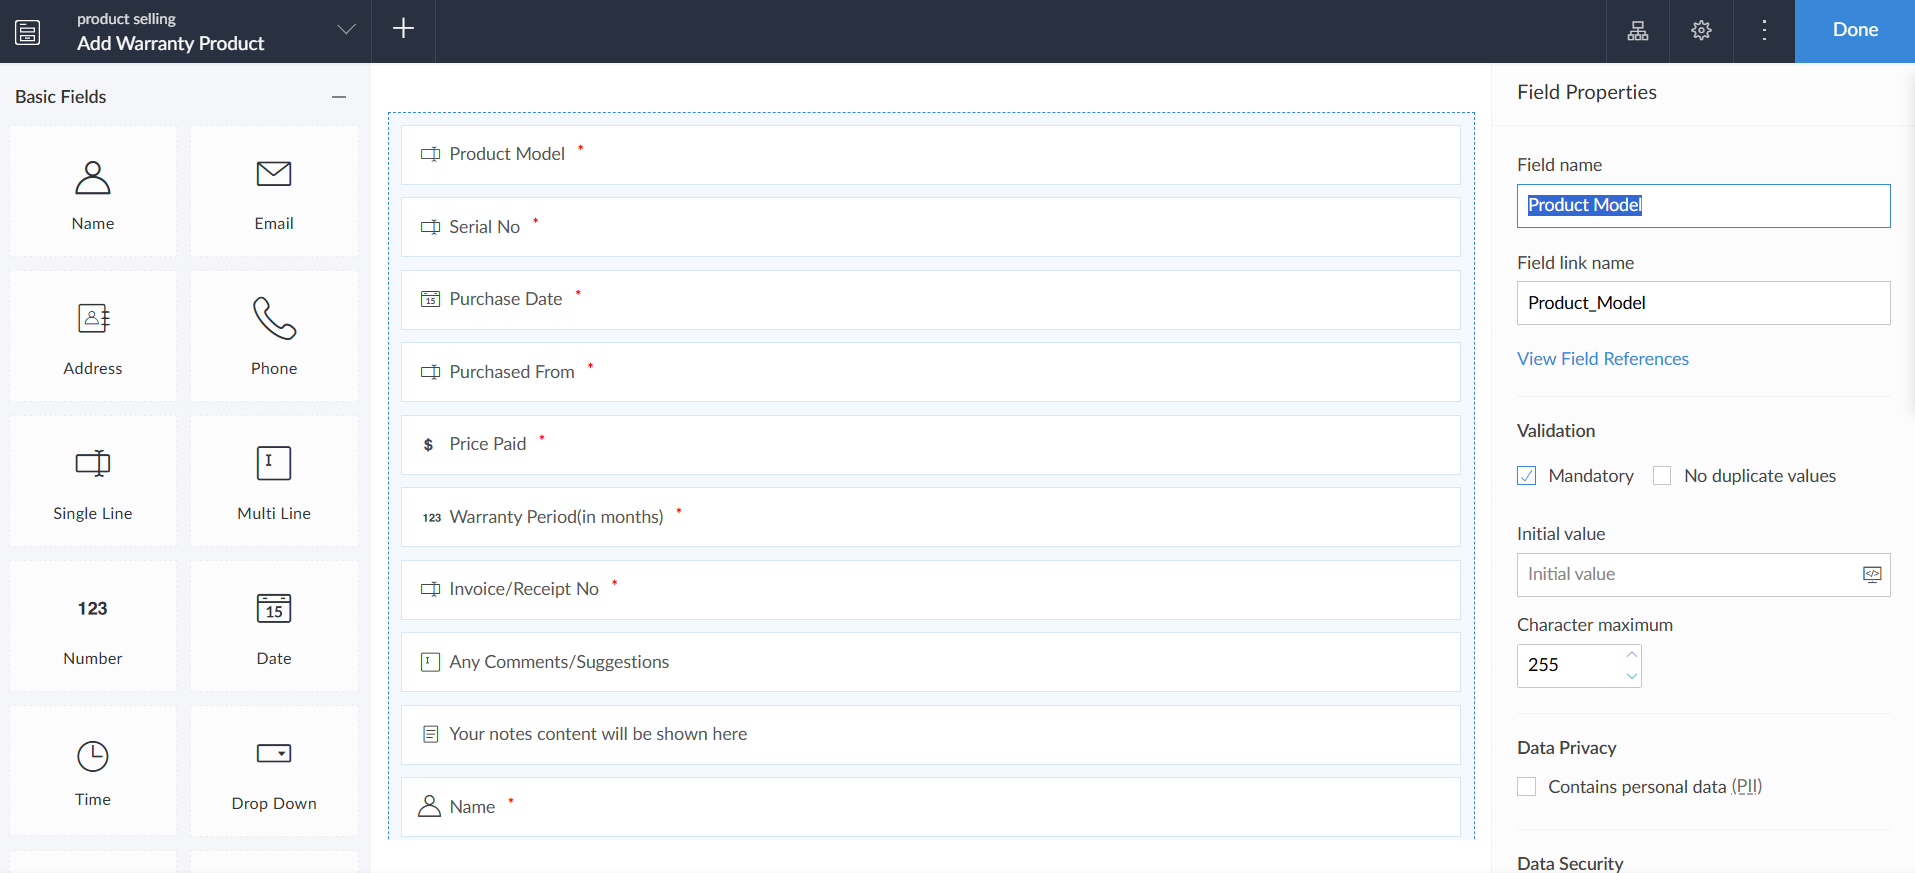 product selling
Add Warranty Product
Done
Basic Fields
Name
Email
Address
Phone
Single Line
Multi Line
123
Number
15
Date
Time
Drop Down
Product Model *
Serial No *
15 Purchase Date *
Purchased From *
$ Price Paid *
123 Warranty Period(in months) *
Invoice/Receipt No *
Any Comments/Suggestions
Your notes content will be shown here
Name *
Field Properties
Field name
Product Model
Field link name
Product_Model
View Field References
Validation
Mandatory
No duplicate values
Initial value
Initial value
Character maximum
255
Data Privacy
Contains personal data (PII)
Data Security